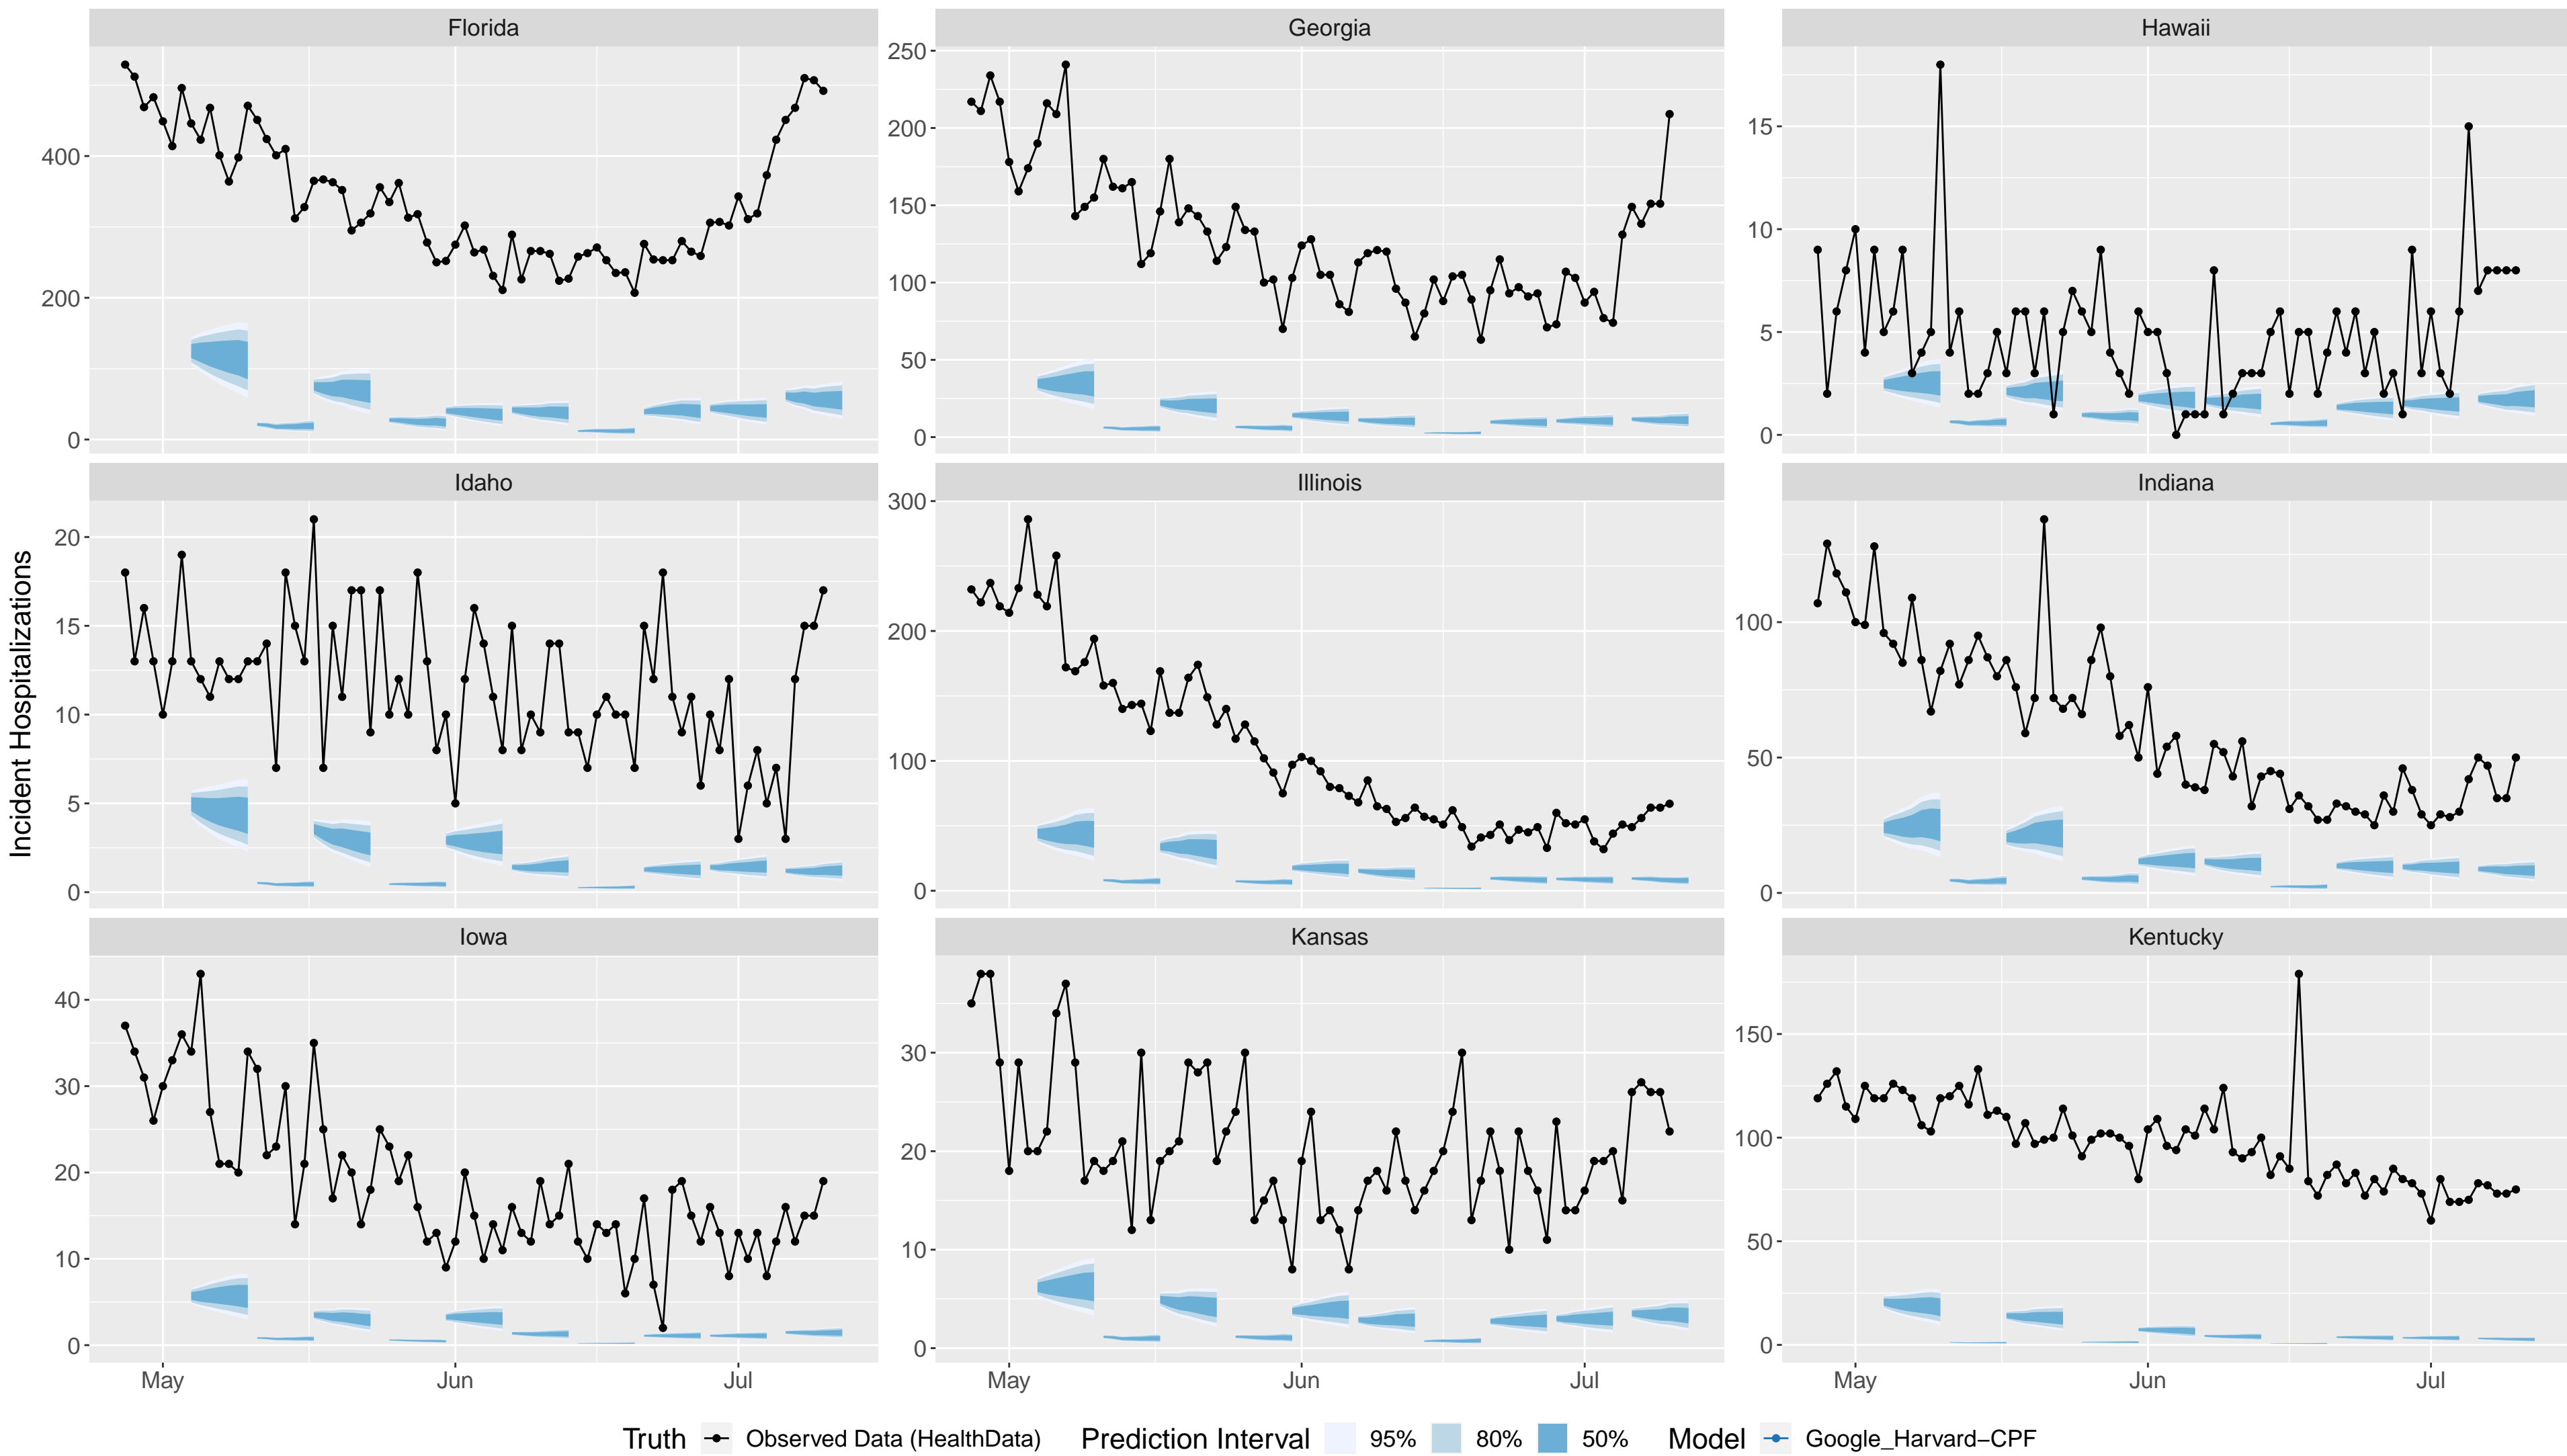 Florida
Georgia
Hawaii
400
200
0
250
200
150
100
50
0
15
10
5
0
Idaho
Illinois
Indiana
20
15
10
5
0
300
200
100
0
100
50
0
Iowa
Kansas
Kentucky
40
30
20
10
0
30
20
10
0
150
100
50
0
May Jun Jul
May Jun Jul
May Jun Jul
Incident Hospitalizations
Truth Observed Data (HealthData) Prediction Interval 95% 80% 50% Model Google_Harvard−CPF